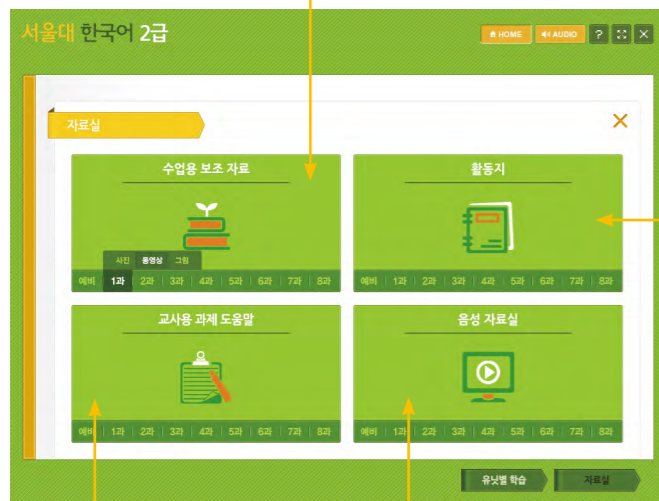 서울대 한국어 2급
HOME AUDIO ?
자료실
수업용 보조 자료
사진 동영상 그림
예비 1과 2과 3과 4과 5과 6과 7과 8과
활동지
예비 1과 2과 3과 4과 5과 6과 7과 8과
교사용 과제 도움말
예비 1과 2과 3과 4과 5과 6과 7과 8과
음성 자료실
예비 1과 2과 3과 4과 5과 6과 7과 8과
유닛별 학습 자료실